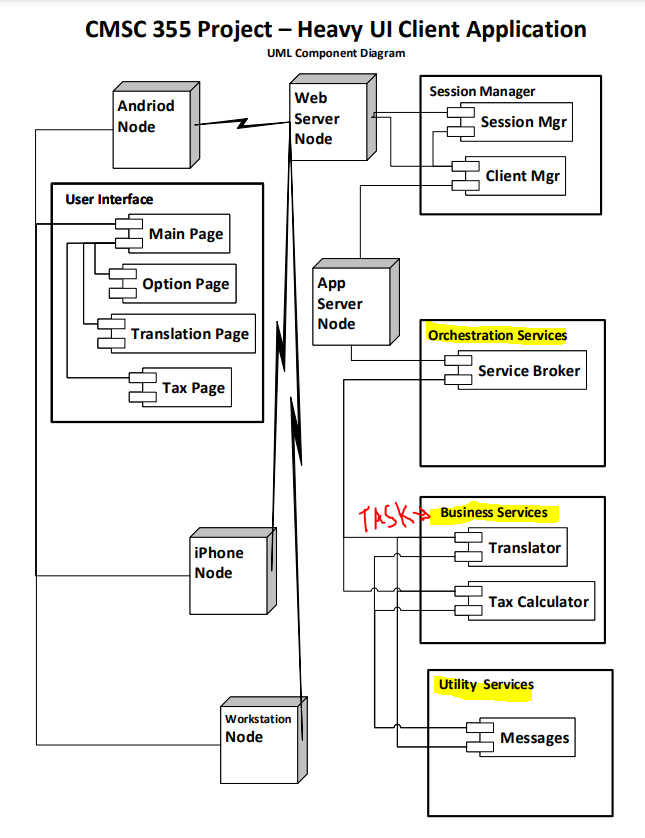 CMSC 355 Project – Heavy UI Client Application
UML Component Diagram
Andriod
Node
Web
Server
Node
Session Manager
Session Mgr
Client Mgr
User Interface
Main Page
Option Page
Translation Page
Tax Page
App
Server
Node
Orchestration Services
Service Broker
TASK
Business Services
Translator
Tax Calculator
iPhone
Node
Utility Services
Messages
Workstation
Node